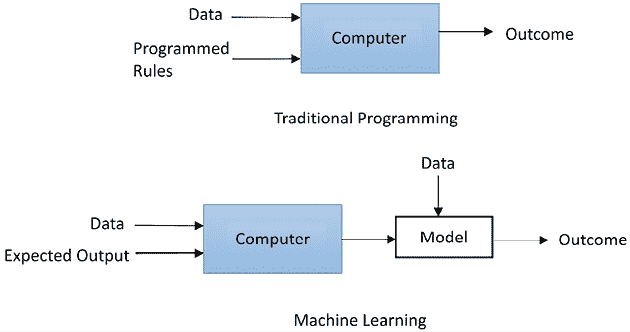 Data
Programmed
Rules
Computer
Outcome
Traditional Programming
Data
Data
Expected Output
Computer
Model
Outcome
Machine Learning